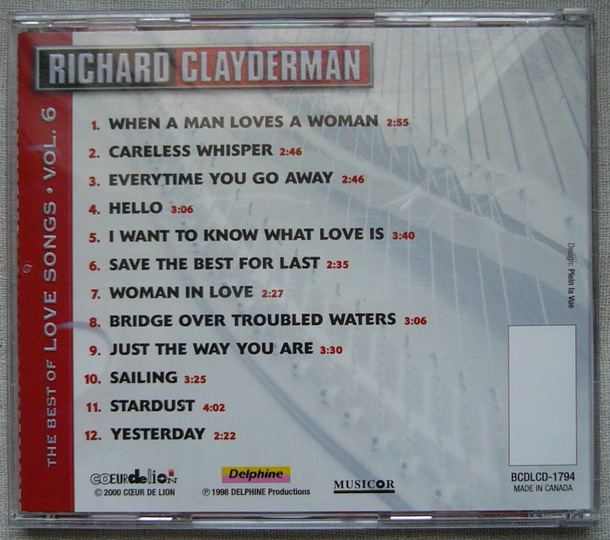 RICHARD CLAYDERMAN
THE BEST OF LOVE SONGS • VOL. 6
1. WHEN A MAN LOVES A WOMAN 2:55
2. CARELESS WHISPER 2:46
3. EVERYTIME YOU GO AWAY 2:46
4. HELLO 3:06
5. I WANT TO KNOW WHAT LOVE IS 3:40
6. SAVE THE BEST FOR LAST 2:35
7. WOMAN IN LOVE 2:27
8. BRIDGE OVER TROUBLED WATERS 3:06
9. JUST THE WAY YOU ARE 3:30
10. SAILING 3:25
11. STARDUST 4:02
12. YESTERDAY 2:22
Design: Plein la Vue
COEUR de LION
© 2000 CŒUR DE LION
Delphine
℗ 1998 DELPHINE Productions
MUSICOR
BCDLCD-1794
MADE IN CANADA